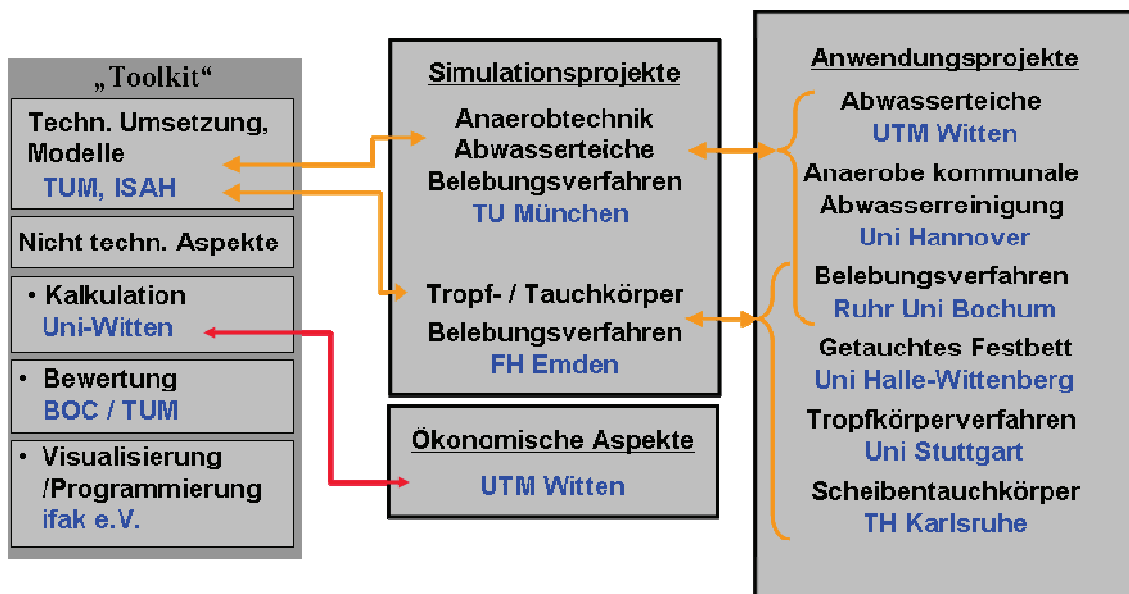 „Toolkit“
Techn. Umsetzung,
Modelle
TUM, ISAH
Nicht techn. Aspekte
• Kalkulation
Uni-Witten
• Bewertung
BOC / TUM
• Visualisierung
/Programmierung
ifak e.V.
Simulationsprojekte
Anaerobtechnik
Abwasserteiche
Belebungsverfahren
TU München
Tropf- / Tauchkörper
Belebungsverfahren
FH Emden
Ökonomische Aspekte
UTM Witten
Anwendungsprojekte
Abwasserteiche
UTM Witten
Anaerobe kommunale
Abwasserreinigung
Uni Hannover
Belebungsverfahren
Ruhr Uni Bochum
Getauchtes Festbett
Uni Halle-Wittenberg
Tropfkörperverfahren
Uni Stuttgart
Scheibentauchkörper
TH Karlsruhe